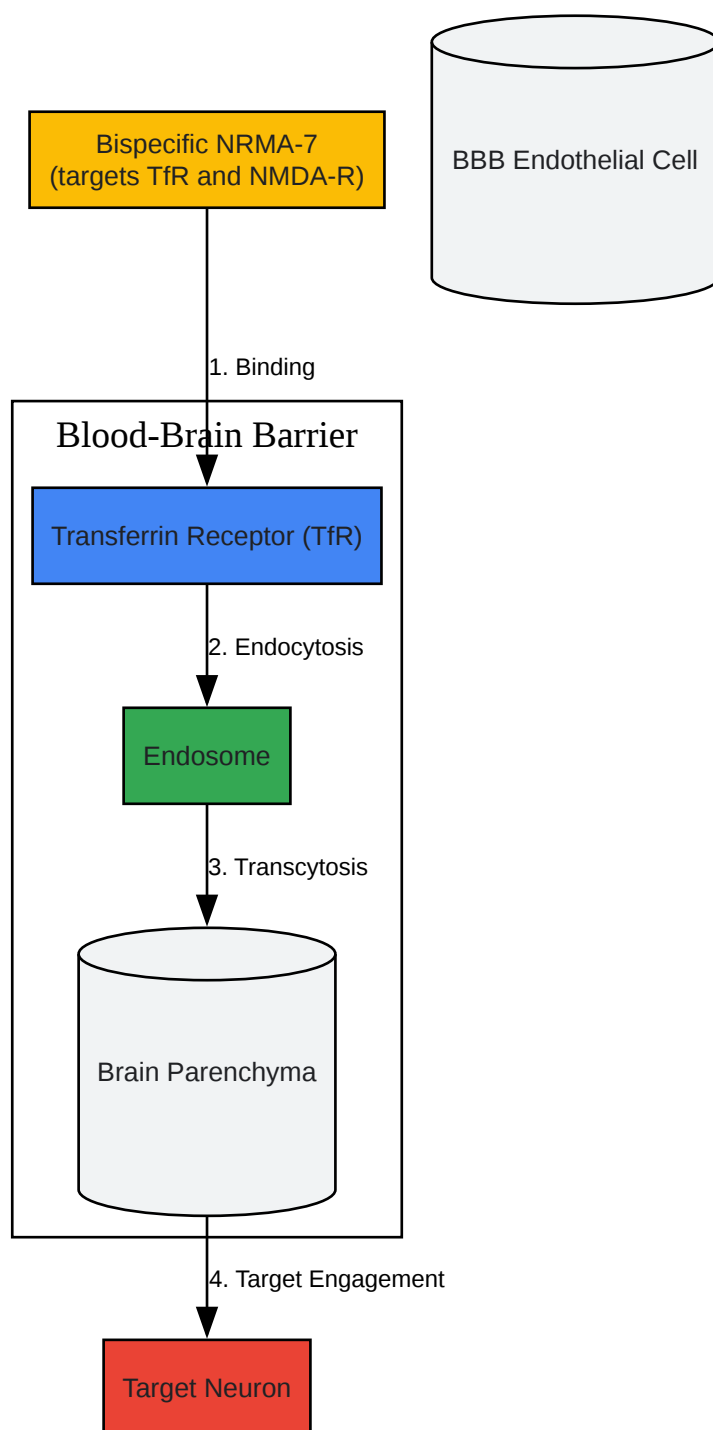 Bispecific NRMA-7
(targets TfR and NMDA-R)
BBB Endothelial Cell
1. Binding
Blood-Brain Barrier
Transferrin Receptor (TfR)
2. Endocytosis
Endosome
3. Transcytosis
Brain Parenchyma
4. Target Engagement
Target Neuron